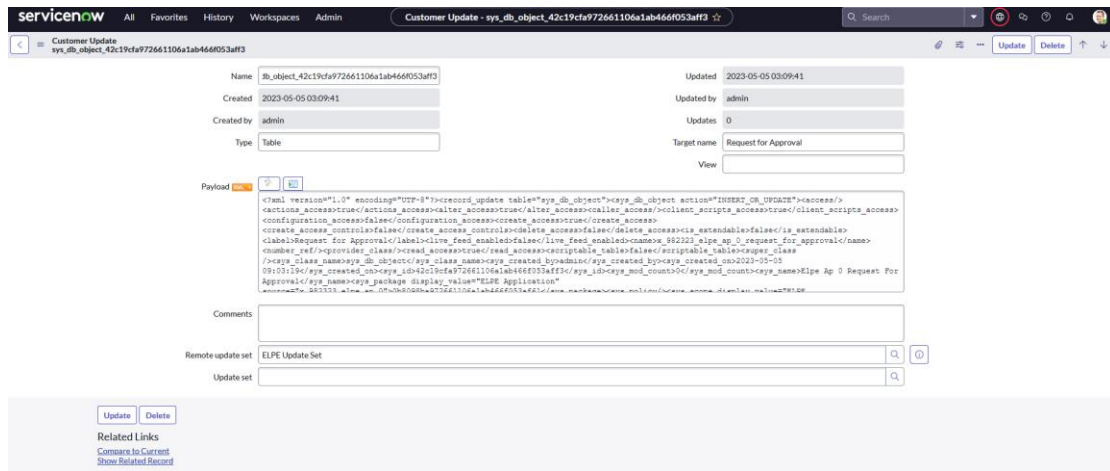 servicenow All Favorites History Workspaces Admin Customer Update - sys_db_object_42c19cfa972661106a1ab466f053aff3 ☆ Search
Customer Update
sys_db_object_42c19cfa972661106a1ab466f053aff3 Update Delete
Name db_object_42c19cfa972661106a1ab466f053aff3 Updated 2023-05-05 03:09:41
Created 2023-05-05 03:09:41 Updated by admin
Created by admin Updates 0
Type Table Target name Request for Approval
View
Payload
<?xml version="1.0" encoding="UTF-8"?><record_update table="sys_db_object"><sys_db_object action="INSERT_OR_UPDATE"><access/>
<actions_access>true</actions_access><alter_access>true</alter_access><caller_access/><client_scripts_access>true</client_scripts_access>
<configuration_access>false</configuration_access><create_access>true</create_access>
<create_access_controls>false</create_access_controls><delete_access>false</delete_access><is_extendable>false</is_extendable>
<label>Request for Approval</label><live_feed_enabled>false</live_feed_enabled><name>x_982323_elpe_ap_0_request_for_approval</name>
<number_ref/><provider_class/><read_access>true</read_access><scriptable_table>false</scriptable_table><super_class
/><sys_class_name>sys_db_object</sys_class_name><sys_created_by>admin</sys_created_by><sys_created_on>2023-05-05
09:03:19</sys_created_on><sys_id>42c19cfa972661106a1ab466f053aff3</sys_id><sys_mod_count>0</sys_mod_count><sys_name>Elpe Ap 0 Request For
Approval</sys_name><sys_package display_value="ELPE Application"
Comments
Remote update set ELPE Update Set
Update set
Update Delete
Related Links
Compare to Current
Show Related Record